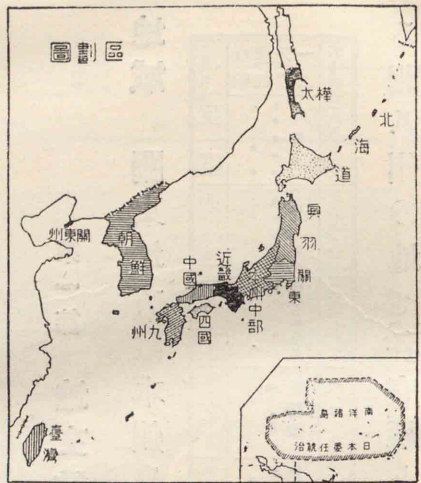 區劃圖
樺太
北海道
奧羽
關東
中部
近畿
中國
四國
九州
朝鮮
關東州
臺灣
南洋諸島
日本委任統治